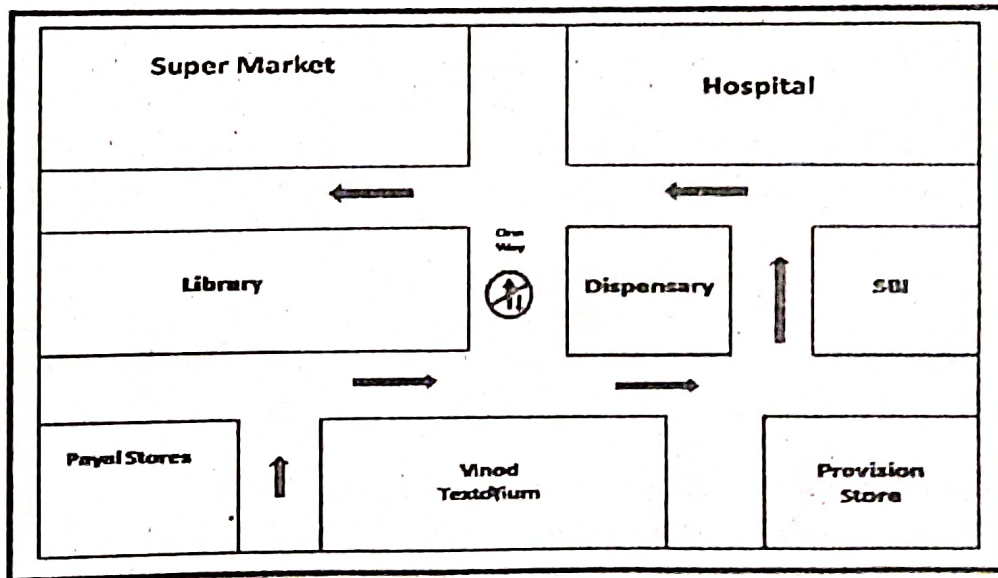 Super Market
Hospital
One
Way
Library
Dispensary
SBI
Payal Stores
Vinod
Textorium
Provision
Store